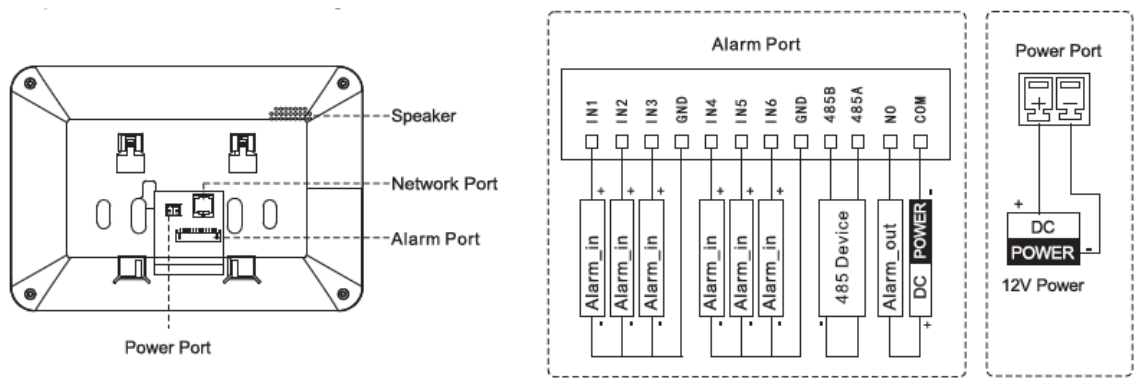 Speaker
Network Port
Alarm Port
Power Port
Alarm Port
IN1 IN2 IN3 GND IN4 IN5 IN6 GND 485B 485A NO COM
+ + + + + + -
Alarm_in Alarm_in Alarm_in Alarm_in Alarm_in Alarm_in 485 Device Alarm_out DC POWER
- - - - - - - +
Power Port
+ -
+
DC
POWER -
12V Power